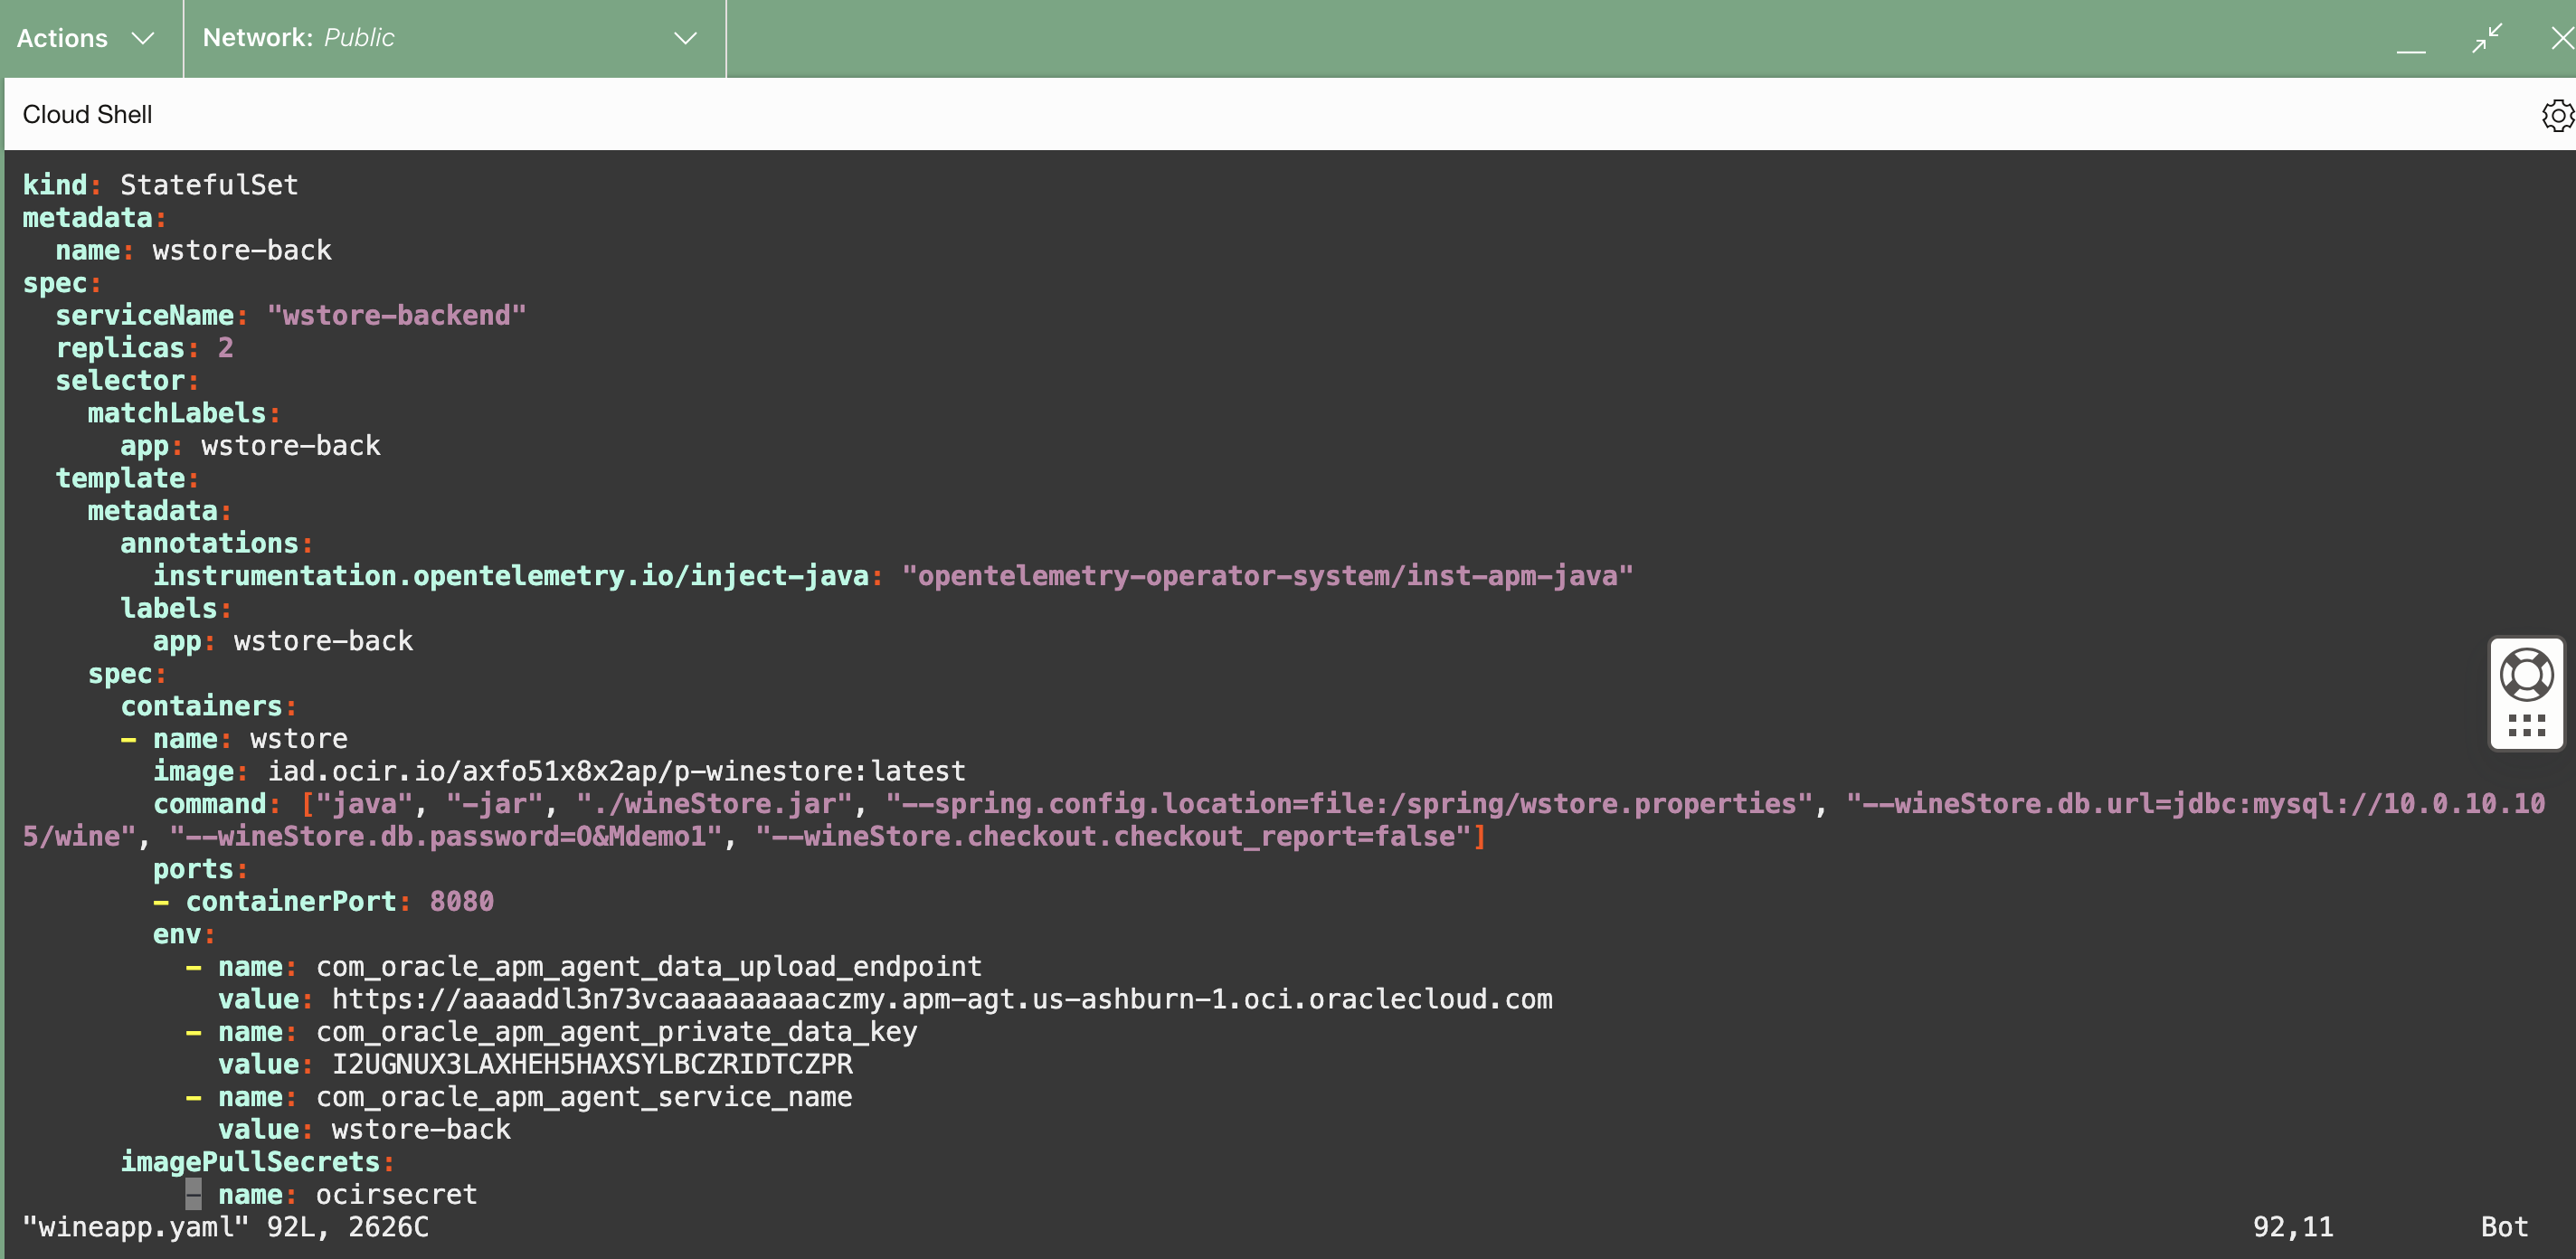 Actions
Network: Public
Cloud Shell
kind: StatefulSet
metadata:
  name: wstore-back
spec:
  serviceName: "wstore-backend"
  replicas: 2
  selector:
    matchLabels:
      app: wstore-back
  template:
    metadata:
      annotations:
        instrumentation.opentelemetry.io/inject-java: "opentelemetry-operator-system/inst-apm-java"
      labels:
        app: wstore-back
    spec:
      containers:
      - name: wstore
        image: iad.ocir.io/axfo51x8x2ap/p-winestore:latest
        command: ["java", "-jar", "./wineStore.jar", "--spring.config.location=file:/spring/wstore.properties", "--wineStore.db.url=jdbc:mysql://10.0.10.10
5/wine", "--wineStore.db.password=O&Mdemo1", "--wineStore.checkout.checkout_report=false"]
        ports:
        - containerPort: 8080
        env:
          - name: com_oracle_apm_agent_data_upload_endpoint
            value: https://aaaaddl3n73vcaaaaaaaaaczmy.apm-agt.us-ashburn-1.oci.oraclecloud.com
          - name: com_oracle_apm_agent_private_data_key
            value: I2UGNUX3LAXHEH5HAXSYLBCZRIDTCZPR
          - name: com_oracle_apm_agent_service_name
            value: wstore-back
      imagePullSecrets:
          - name: ocirsecret
"wineapp.yaml" 92L, 2626C 92,11 Bot